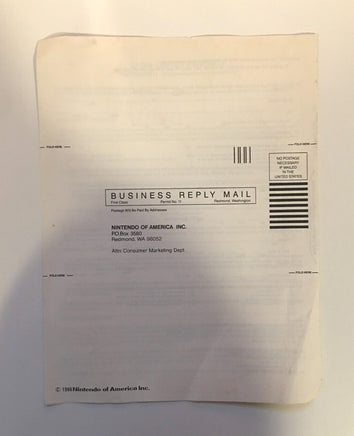 FOLD HERE
FOLD HERE
NO POSTAGE
NECESSARY
IF MAILED
IN THE
UNITED STATES
BUSINESS REPLY MAIL
First Class Permit No. 11 Redmond, Washington
Postage Will Be Paid By Addressee
NINTENDO OF AMERICA INC.
P.O. Box 3580
Redmond, WA 98052
Attn: Consumer Marketing Dept.
FOLD HERE
FOLD HERE
© Nintendo of America Inc.